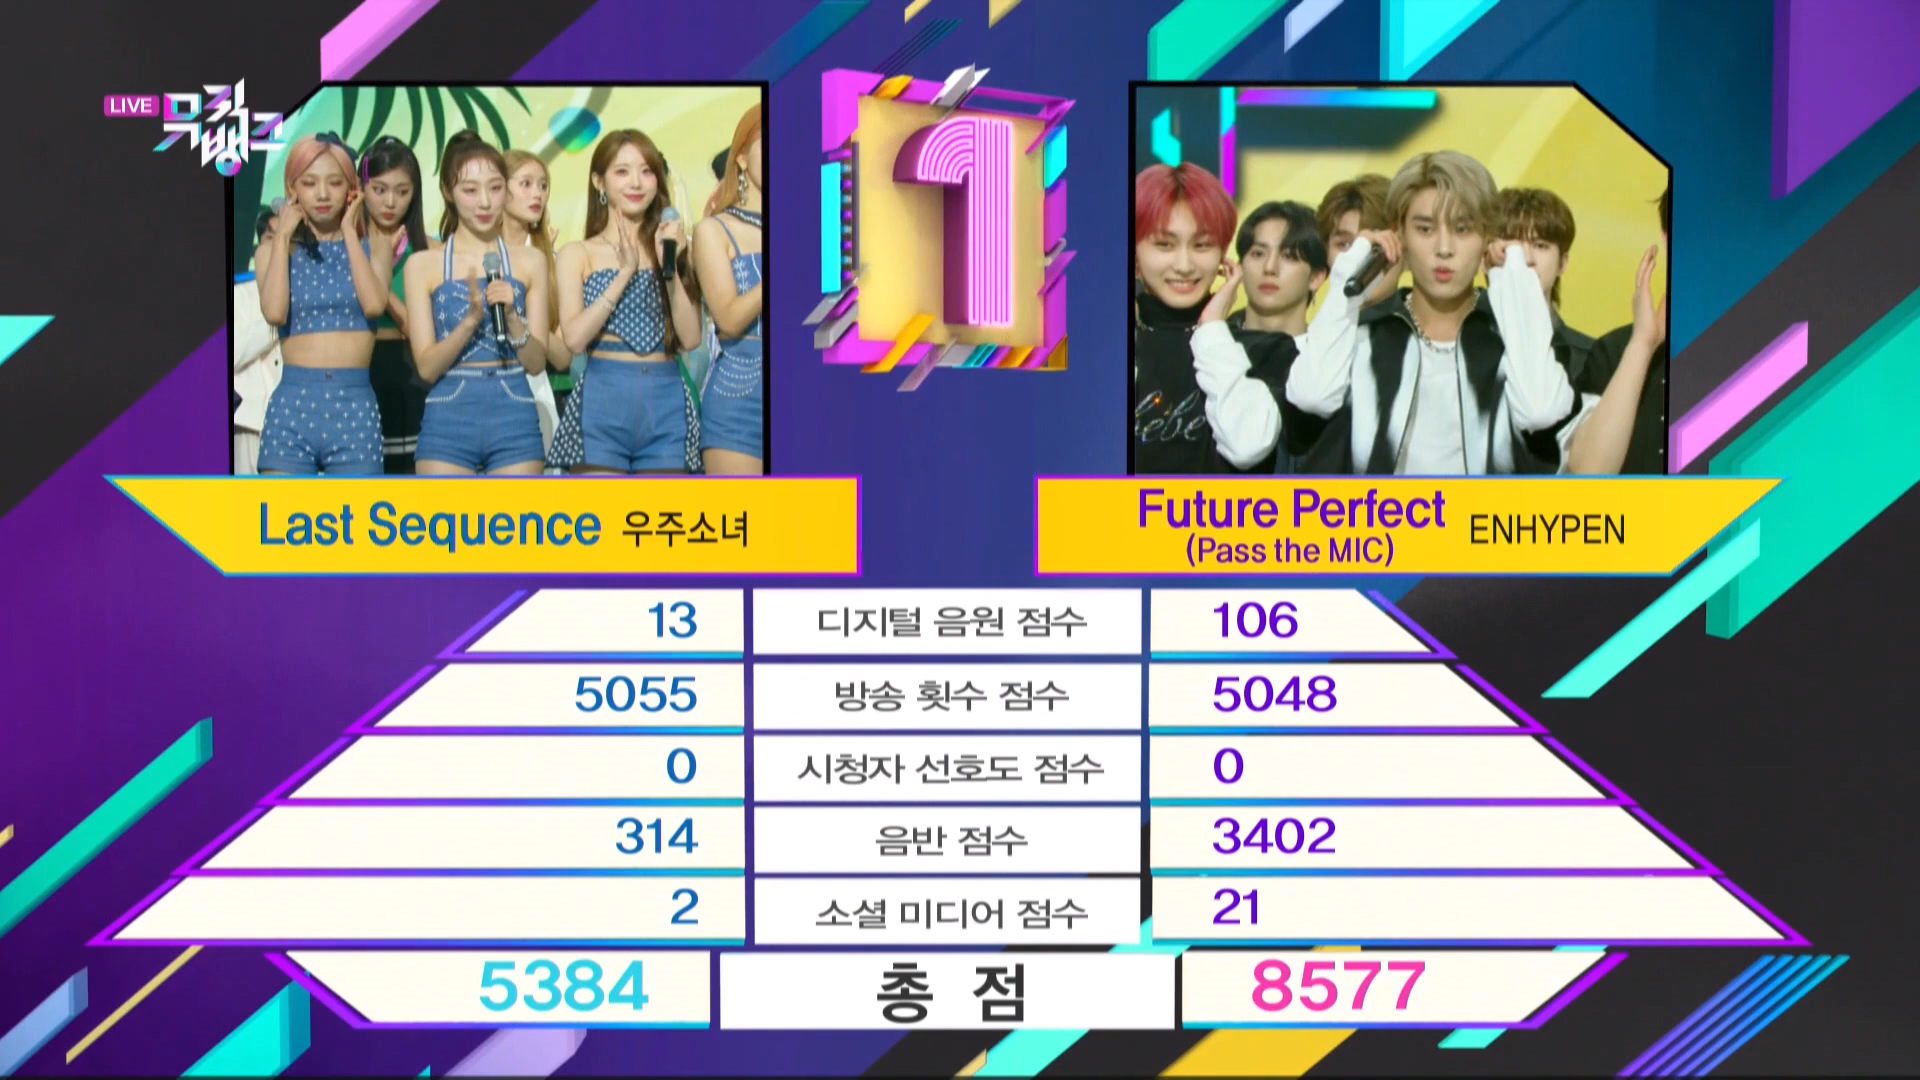 LIVE 뮤직뱅크
1
Last Sequence 우주소녀
Future Perfect
(Pass the MIC)
ENHYPEN
13 디지털 음원 점수 106
5055 방송 횟수 점수 5048
0 시청자 선호도 점수 0
314 음반 점수 3402
2 소셜 미디어 점수 21
5384 총 점 8577